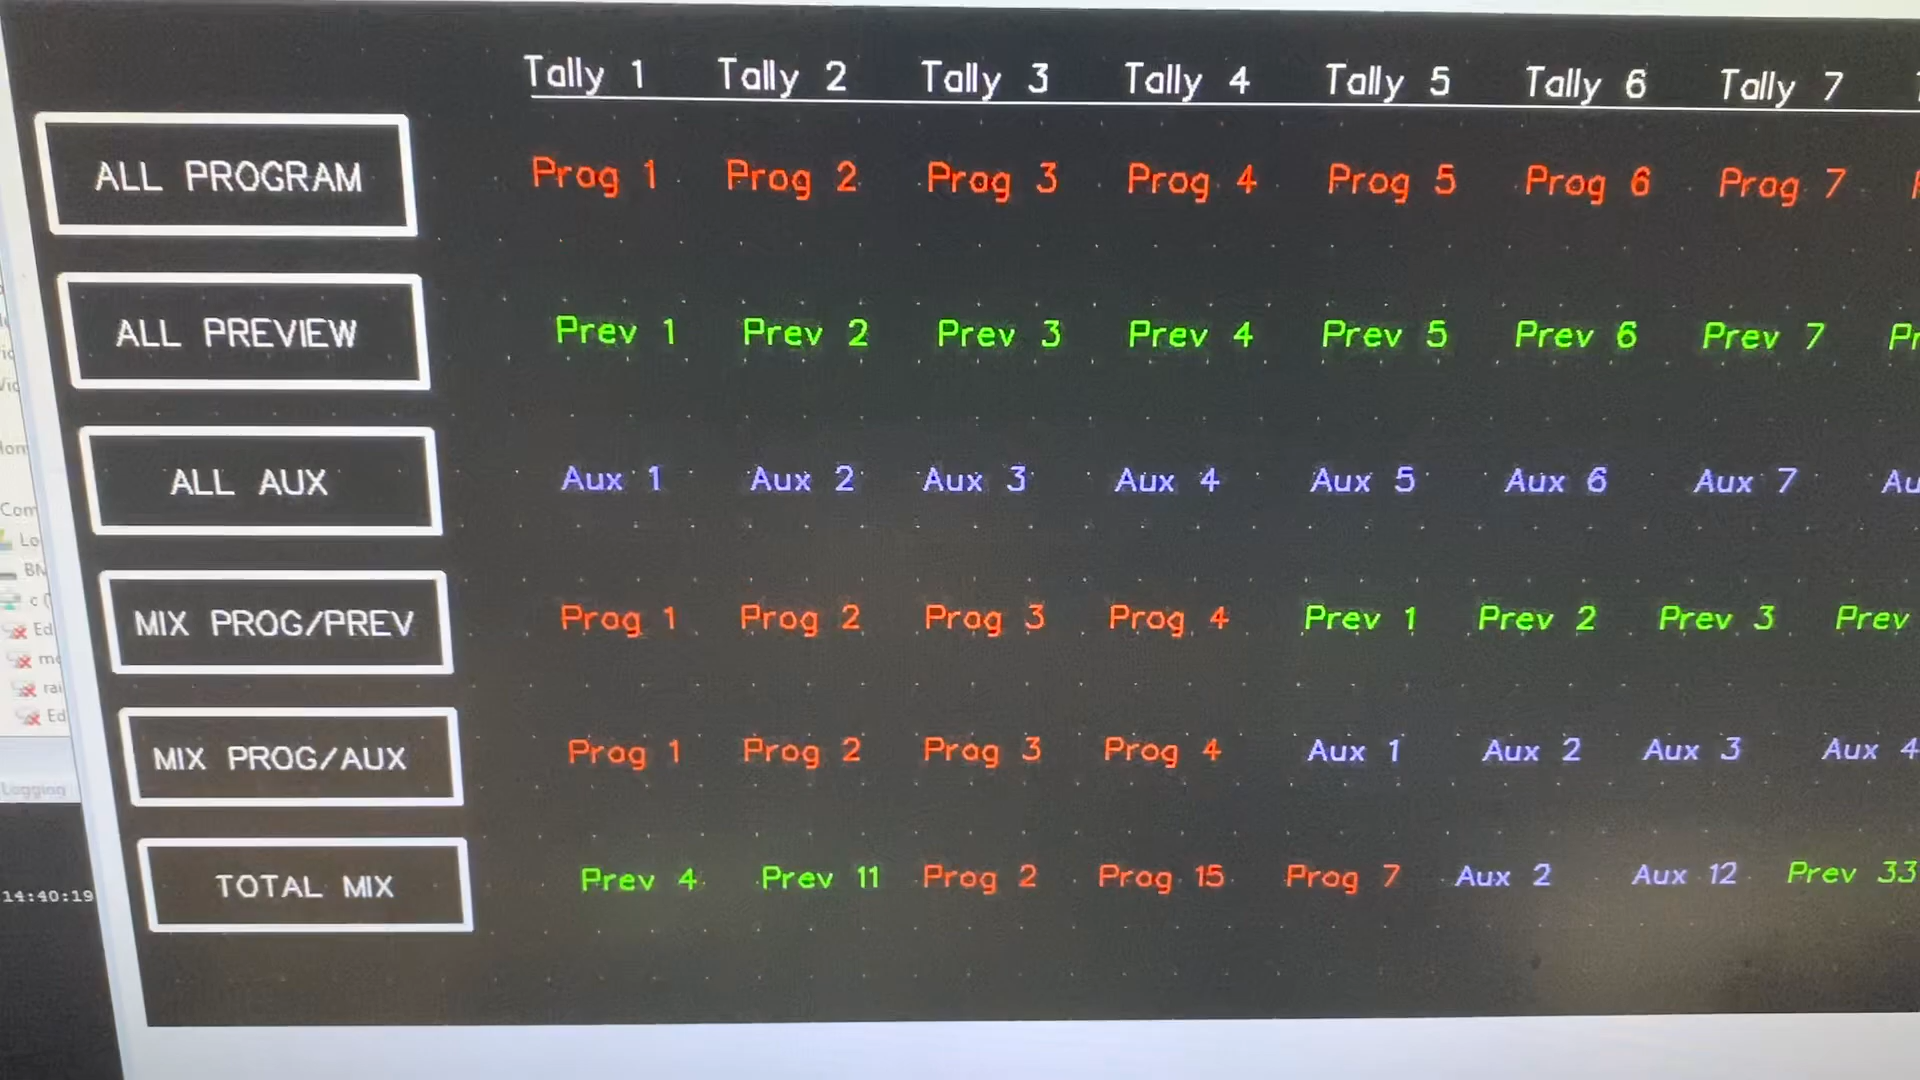 Tally 1 Tally 2 Tally 3 Tally 4 Tally 5 Tally 6 Tally 7
ALL PROGRAM Prog 1 Prog 2 Prog 3 Prog 4 Prog 5 Prog 6 Prog 7
ALL PREVIEW Prev 1 Prev 2 Prev 3 Prev 4 Prev 5 Prev 6 Prev 7
ALL AUX Aux 1 Aux 2 Aux 3 Aux 4 Aux 5 Aux 6 Aux 7
MIX PROG/PREV Prog 1 Prog 2 Prog 3 Prog 4 Prev 1 Prev 2 Prev 3 Prev
MIX PROG/AUX Prog 1 Prog 2 Prog 3 Prog 4 Aux 1 Aux 2 Aux 3 Aux 4
Logging
TOTAL MIX Prev 4 Prev 11 Prog 2 Prog 15 Prog 7 Aux 2 Aux 12 Prev 33
14:40:19